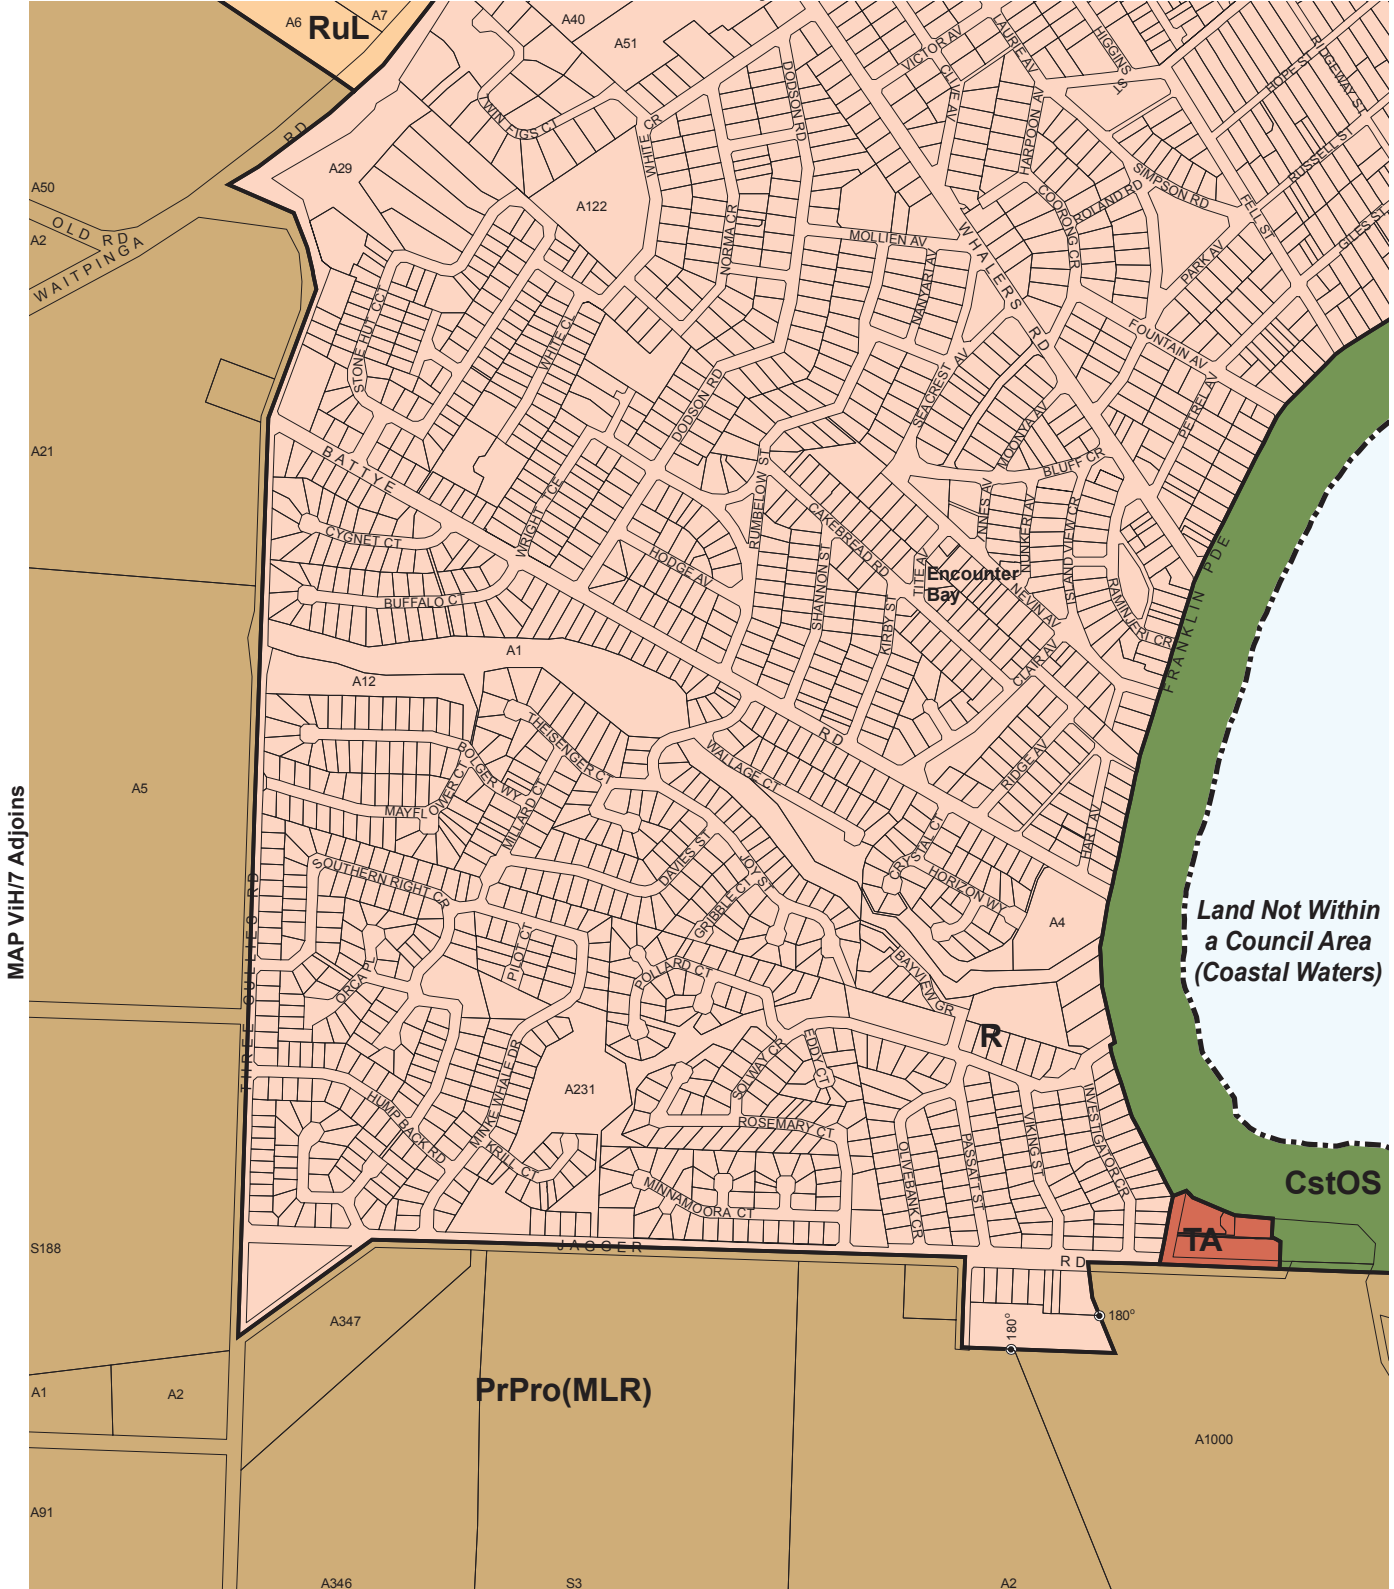 A6
A7
RuL
A40
A51
VICTOR AV
LAURIE AV
HIGGINS ST
HOPE ST
RIDGEWAY ST
DODSON RD
CLIVE AV
HARPOON AV
WIN FIGS CT
WHITE CR
RD
RUSSELL ST
SIMPSON RD
A29
A50
A122
ROLAND RD
COORONG CR
FELL ST
GILES ST
OLD RD
A2
WAITPINGA
NORMA CR
MOLLIEN AV
WHALERS RD
PARK AV
NANYARI AV
STONE HUT CCT
WHITE CL
FOUNTAIN AV
SEACREST AV
PETREL AV
DODSON RD
MOONYA AV
A21
BATTYE
BLUFF CR
RUMBELOW ST
WRIGHT TCE
CAKEBREAD RD
INNES AV
NUNKERI AV
ISLAND VIEW CR
CYGNET CT
HODGE AV
SHANNON ST
TITE AV
Encounter
Bay
FRANKLIN PDE
RAMINJERI CR
BUFFALO CT
KIRBY ST
NEVIN AV
A1
CLAIR AV
A12
THEISENGER CT
RD
BOLGER WY
WALLAGE CT
RIDGE AV
A5
MAYFLOWER CT
MILLARD CT
HART AV
MAP ViH/7 Adjoins
SOUTHERN RIGHT CR
DAVIES ST
JOY ST
CRYSTAL CT
HORIZON WY
GRIBBLE CT
A4
Land Not Within
a Council Area
(Coastal Waters)
THREE GULLIES RD
PILOT CT
ORCA PL
POLLARD CT
BAYVIEW GR
R
MINKE WHALE DR
SOLWAY CR
EDDY CT
A231
HUMPBACK RD
ROSEMARY CT
INVESTIGATOR CR
VIKING ST
KRILL CT
OLIVEBANK CR
PASSATT ST
MINNAMOORA CT
CstOS
TA
S188
JAGGER
RD
A347
180°
180°
A1
A2
PrPro(MLR)
A1000
A91
A346
S3
A2